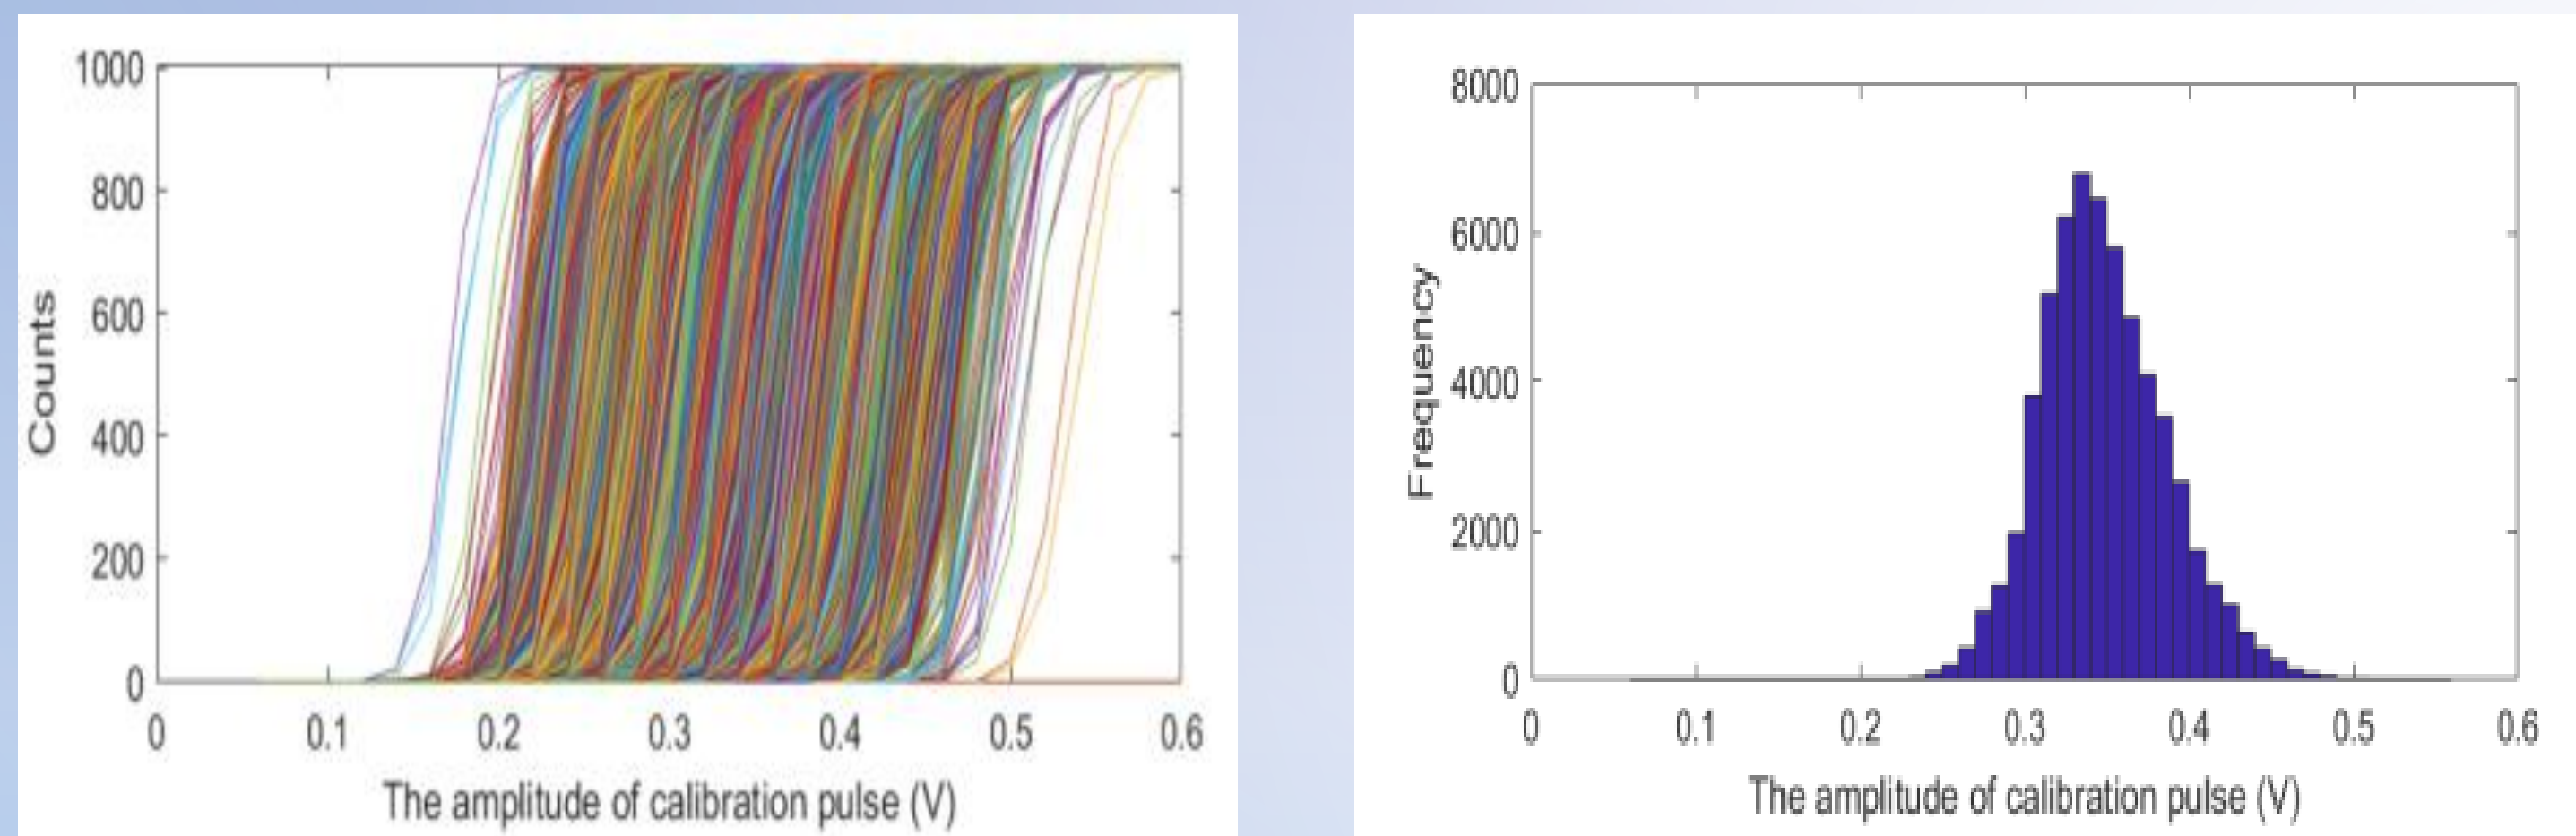 1000
800
600
400
200
0
Counts
0 0.1 0.2 0.3 0.4 0.5 0.6
The amplitude of calibration pulse (V)
8000
6000
4000
2000
0
Frequency
0 0.1 0.2 0.3 0.4 0.5 0.6
The amplitude of calibration pulse (V)